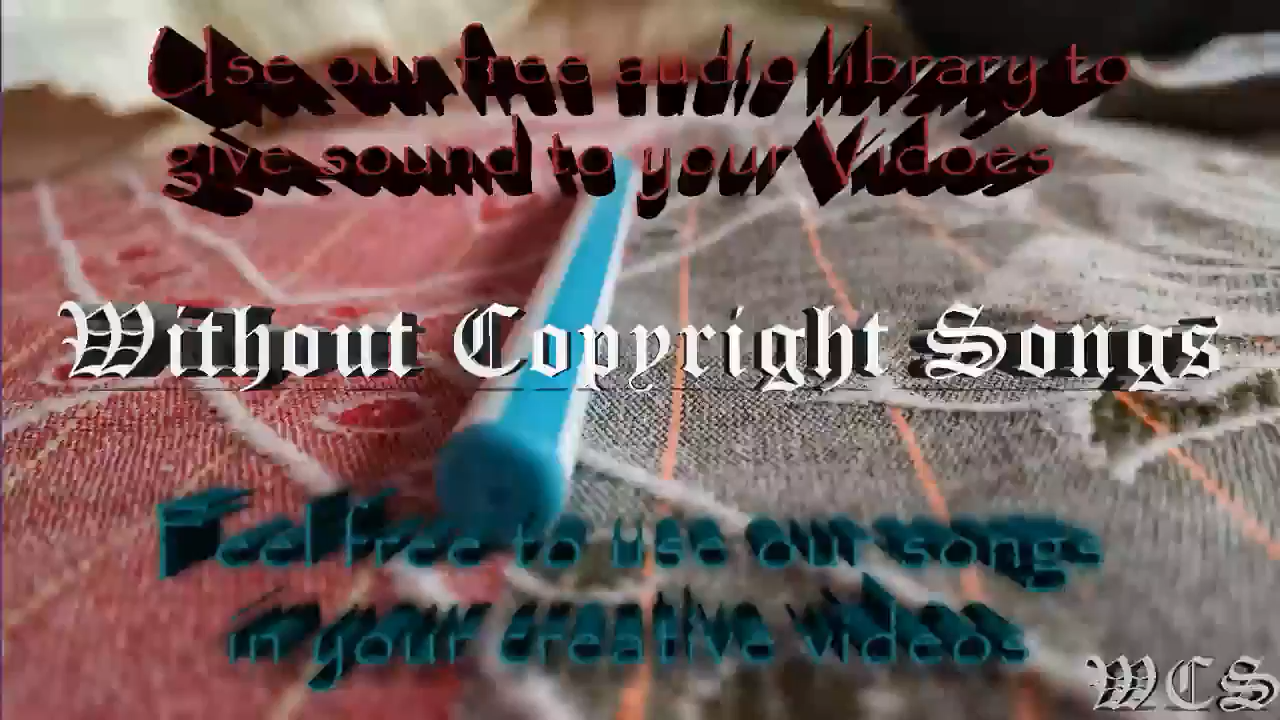 Use our free audio library to
give sound to your Vidoes
Without Copyright Songs
Feel free to use our songs
in your creative videos
WCS